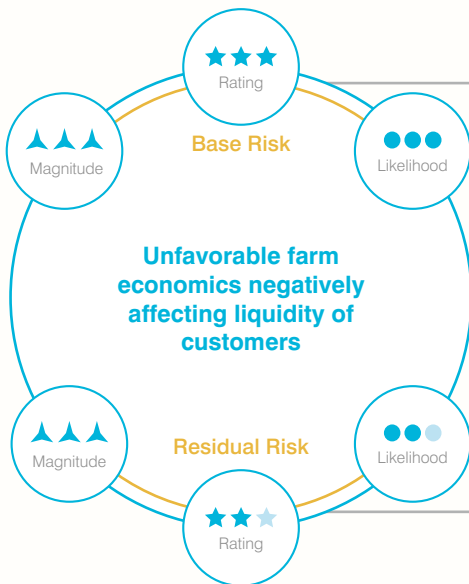 Rating
Base Risk
Magnitude
Likelihood
Unfavorable farm
economics negatively
affecting liquidity of
customers
Magnitude
Residual Risk
Likelihood
Rating